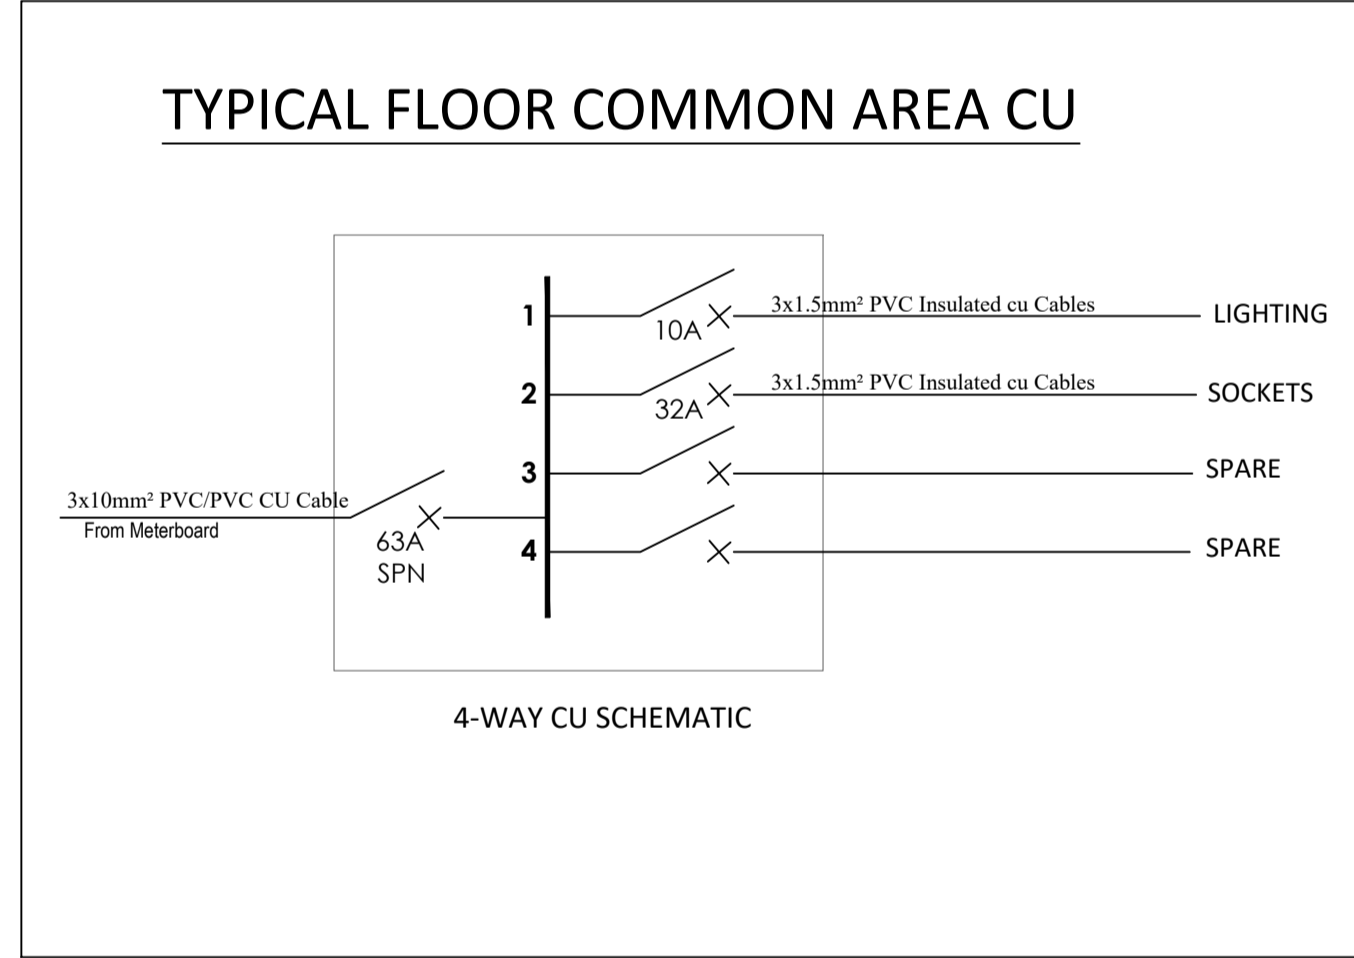 TYPICAL FLOOR COMMON AREA CU
1
10A
3x1.5mm² PVC Insulated cu Cables
LIGHTING
2
32A
3x1.5mm² PVC Insulated cu Cables
SOCKETS
3
SPARE
3x10mm² PVC/PVC CU Cable
From Meterboard
63A
SPN
4
SPARE
4-WAY CU SCHEMATIC